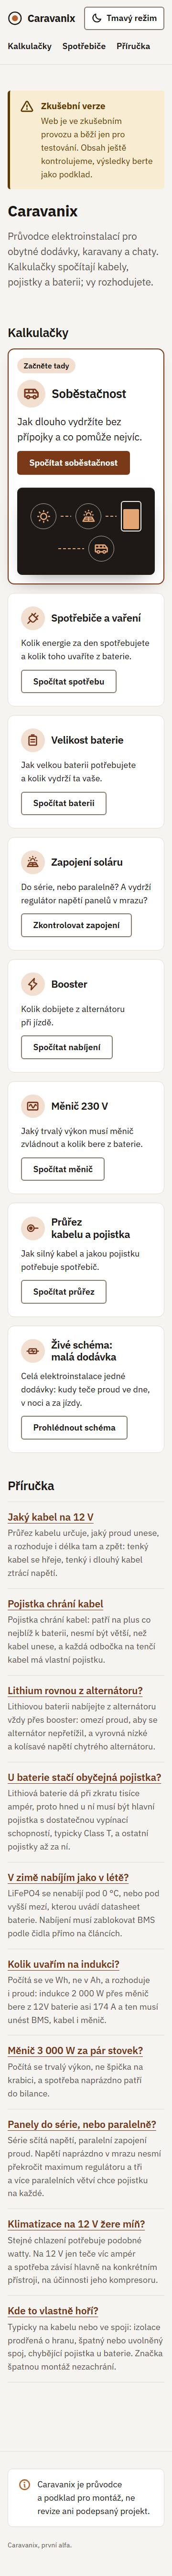 Caravanix
Tmavý režim
Kalkulačky Spotřebiče Příručka
Zkušební verze
Web je ve zkušebním
provozu a běží jen pro
testování. Obsah ještě
kontrolujeme, výsledky berte
jako podklad.
Caravanix
Průvodce elektroinstalací pro
obytné dodávky, karavany a chaty.
Kalkulačky spočítají kabely,
pojistky a baterii; vy rozhodujete.
Kalkulačky
Začněte tady
Soběstačnost
Jak dlouho vydržíte bez
přípojky a co pomůže nejvíc.
Spočítat soběstačnost
Spotřebiče a vaření
Kolik energie za den spotřebujete
a kolik toho uvaříte z baterie.
Spočítat spotřebu
Velikost baterie
Jak velkou baterii potřebujete
a kolik vydrží ta vaše.
Spočítat baterii
Zapojení soláru
Do série, nebo paralelně? A vydrží
regulátor napětí panelů v mrazu?
Zkontrolovat zapojení
Booster
Kolik dobijete z alternátoru
při jízdě.
Spočítat nabíjení
Měnič 230 V
Jaký trvalý výkon musí měnič
zvládnout a kolik bere z baterie.
Spočítat měnič
Průřez
kabelu a pojistka
Jak silný kabel a jakou pojistku
potřebuje spotřebič.
Spočítat průřez
Živé schéma:
malá dodávka
Celá elektroinstalace jedné
dodávky: kudy teče proud ve dne,
v noci a za jízdy.
Prohlédnout schéma
Příručka
Jaký kabel na 12 V
Průřez kabelu určuje, jaký proud unese,
a rozhoduje i délka tam a zpět: tenký
kabel se hřeje, tenký i dlouhý kabel
ztrácí napětí.
Pojistka chrání kabel
Pojistka chrání kabel: patří na plus co
nejblíž k baterii, nesmí být větší, než
kabel unese, a každá odbočka na tenčí
kabel má vlastní pojistku.
Lithium rovnou z alternátoru?
Lithiovou baterii nabíjejte z alternátoru
vždy přes booster: omezí proud, aby se
alternátor nepřetížil, a vyrovná nízké
a kolísavé napětí chytrého alternátoru.
U baterie stačí obyčejná pojistka?
Lithiová baterie dá při zkratu tisíce
ampér, proto hned u ní musí být hlavní
pojistka s dostatečnou vypínací
schopností, typicky Class T, a ostatní
pojistky až za ní.
V zimě nabíjím jako v létě?
LiFePO4 se nenabíjí pod 0 °C, nebo pod
vyšší mezí, kterou uvádí datasheet
baterie. Nabíjení musí zablokovat BMS
podle čidla přímo na článcích.
Kolik uvařím na indukci?
Počítá se ve Wh, ne v Ah, a rozhoduje
i proud: indukce 2 000 W přes měnič
bere z 12V baterie asi 174 A a ten musí
unést BMS, kabel i měnič.
Měnič 3 000 W za pár stovek?
Počítá se trvalý výkon, ne špička na
krabici, a spotřeba naprázdno patří
do bilance.
Panely do série, nebo paralelně?
Série sčítá napětí, paralelní zapojení
proud. Napětí naprázdno v mrazu nesmí
překročit maximum regulátoru a tři
a více paralelních větví chce pojistku
na každé.
Klimatizace na 12 V žere míň?
Stejné chlazení potřebuje podobné
watty. Na 12 V jen teče víc ampér
a spotřeba závisí hlavně na konkrétním
přístroji, na účinnosti jeho kompresoru.
Kde to vlastně hoří?
Typicky na kabelu nebo ve spoji: izolace
prodřená o hranu, špatný nebo uvolněný
spoj, chybějící pojistka u baterie. Značka
špatnou montáž nezachrání.
Caravanix je průvodce
a podklad pro montáž, ne
revize ani podepsaný projekt.
Caravanix, první alfa.